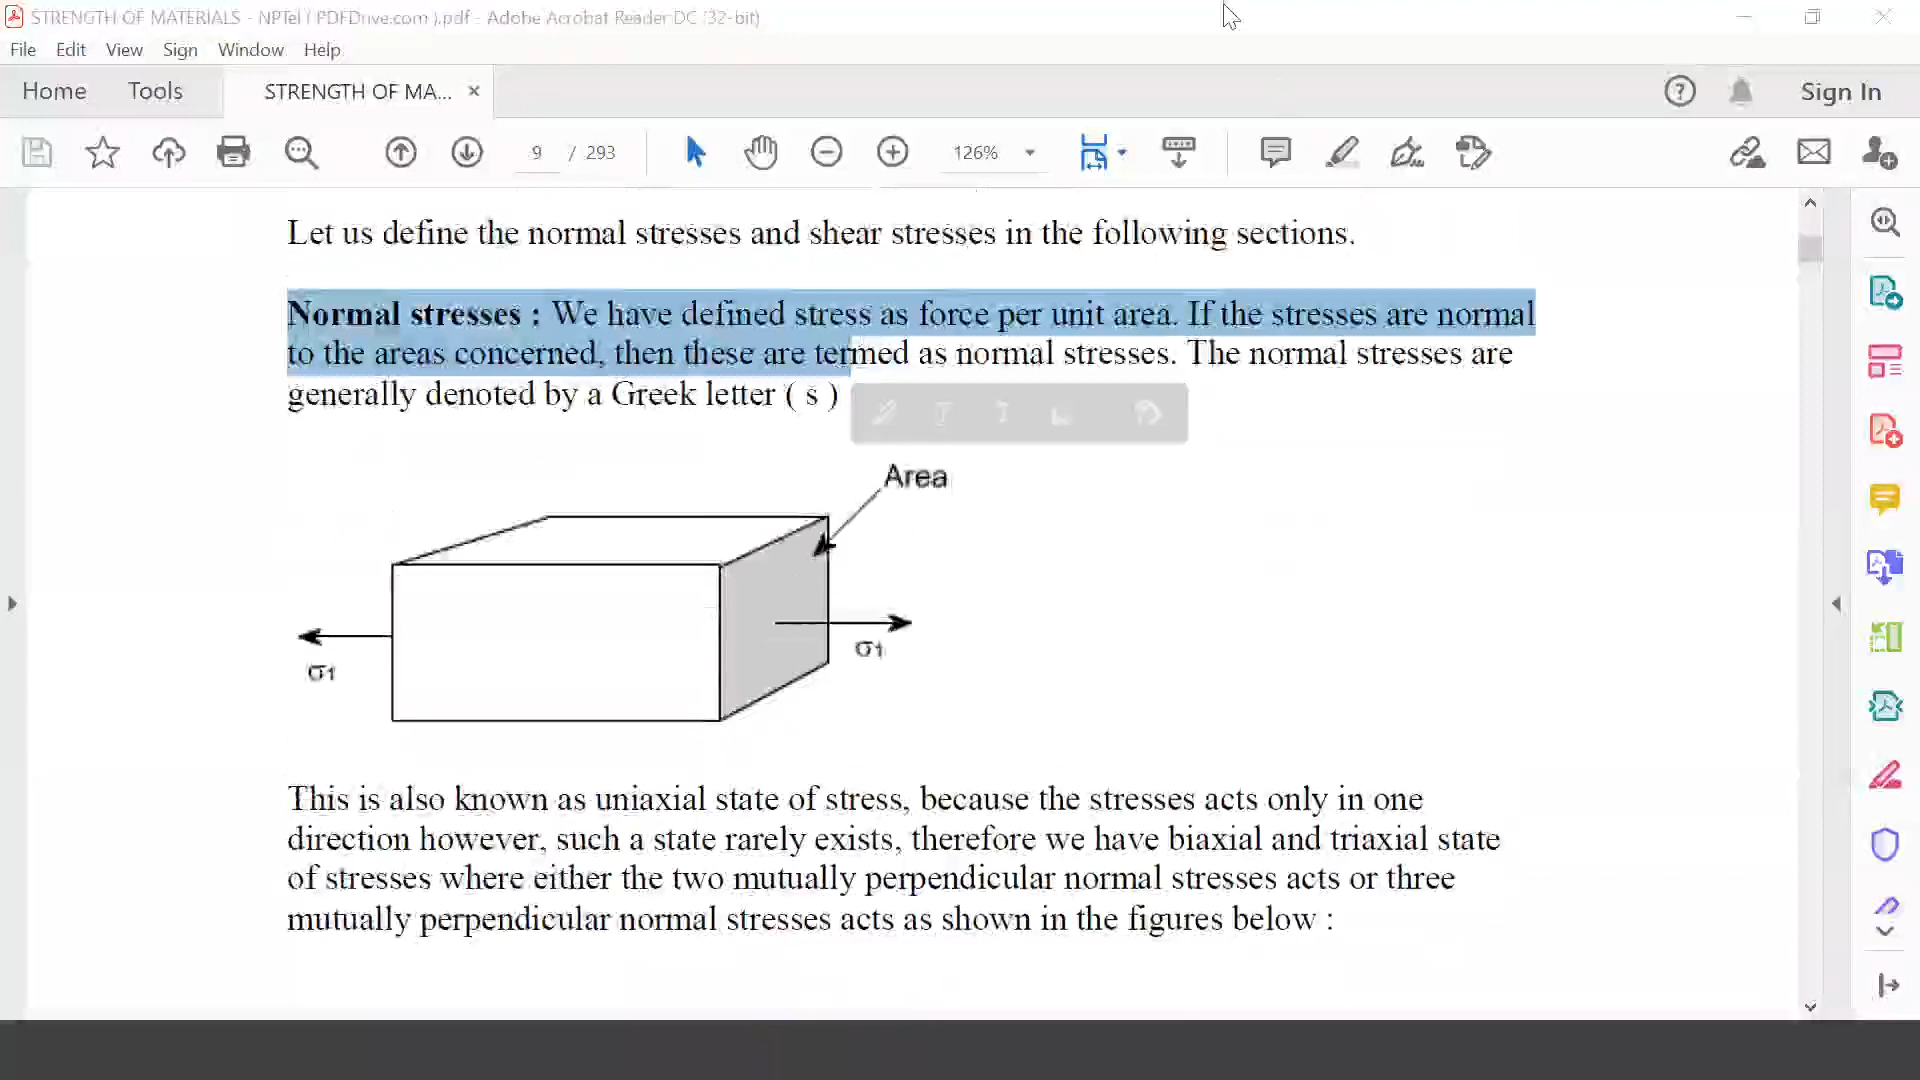 STRENGTH OF MATERIALS - NPTel ( PDFDrive.com ).pdf - Adobe Acrobat Reader DC (32-bit)
File Edit View Sign Window Help
Home Tools STRENGTH OF MA... × Sign In
9 / 293 126%
Let us define the normal stresses and shear stresses in the following sections.
Normal stresses : We have defined stress as force per unit area. If the stresses are normal
to the areas concerned, then these are termed as normal stresses. The normal stresses are
generally denoted by a Greek letter ( s )
Area
σ1
σ1
This is also known as uniaxial state of stress, because the stresses acts only in one
direction however, such a state rarely exists, therefore we have biaxial and triaxial state
of stresses where either the two mutually perpendicular normal stresses acts or three
mutually perpendicular normal stresses acts as shown in the figures below :